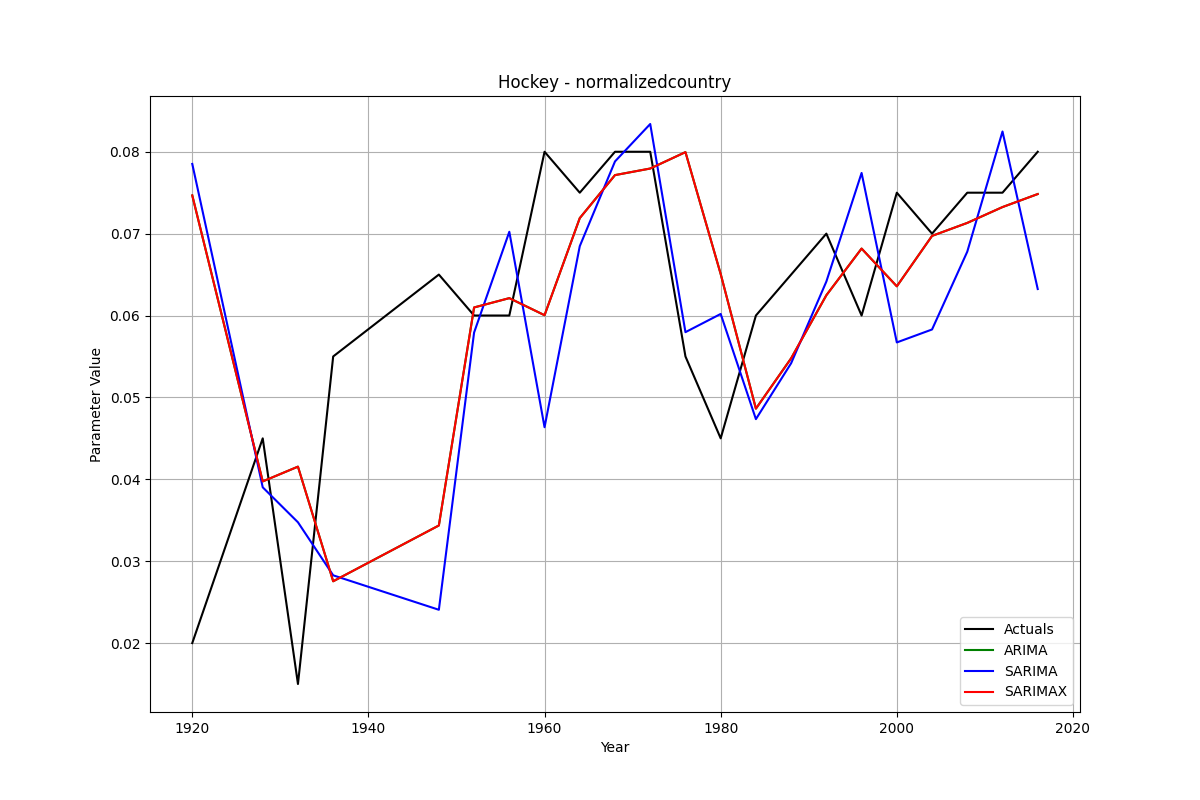 Hockey - normalizedcountry
Parameter Value
0.08
0.07
0.06
0.05
0.04
0.03
0.02
Actuals
ARIMA
SARIMA
SARIMAX
1920 1940 1960 1980 2000 2020
Year